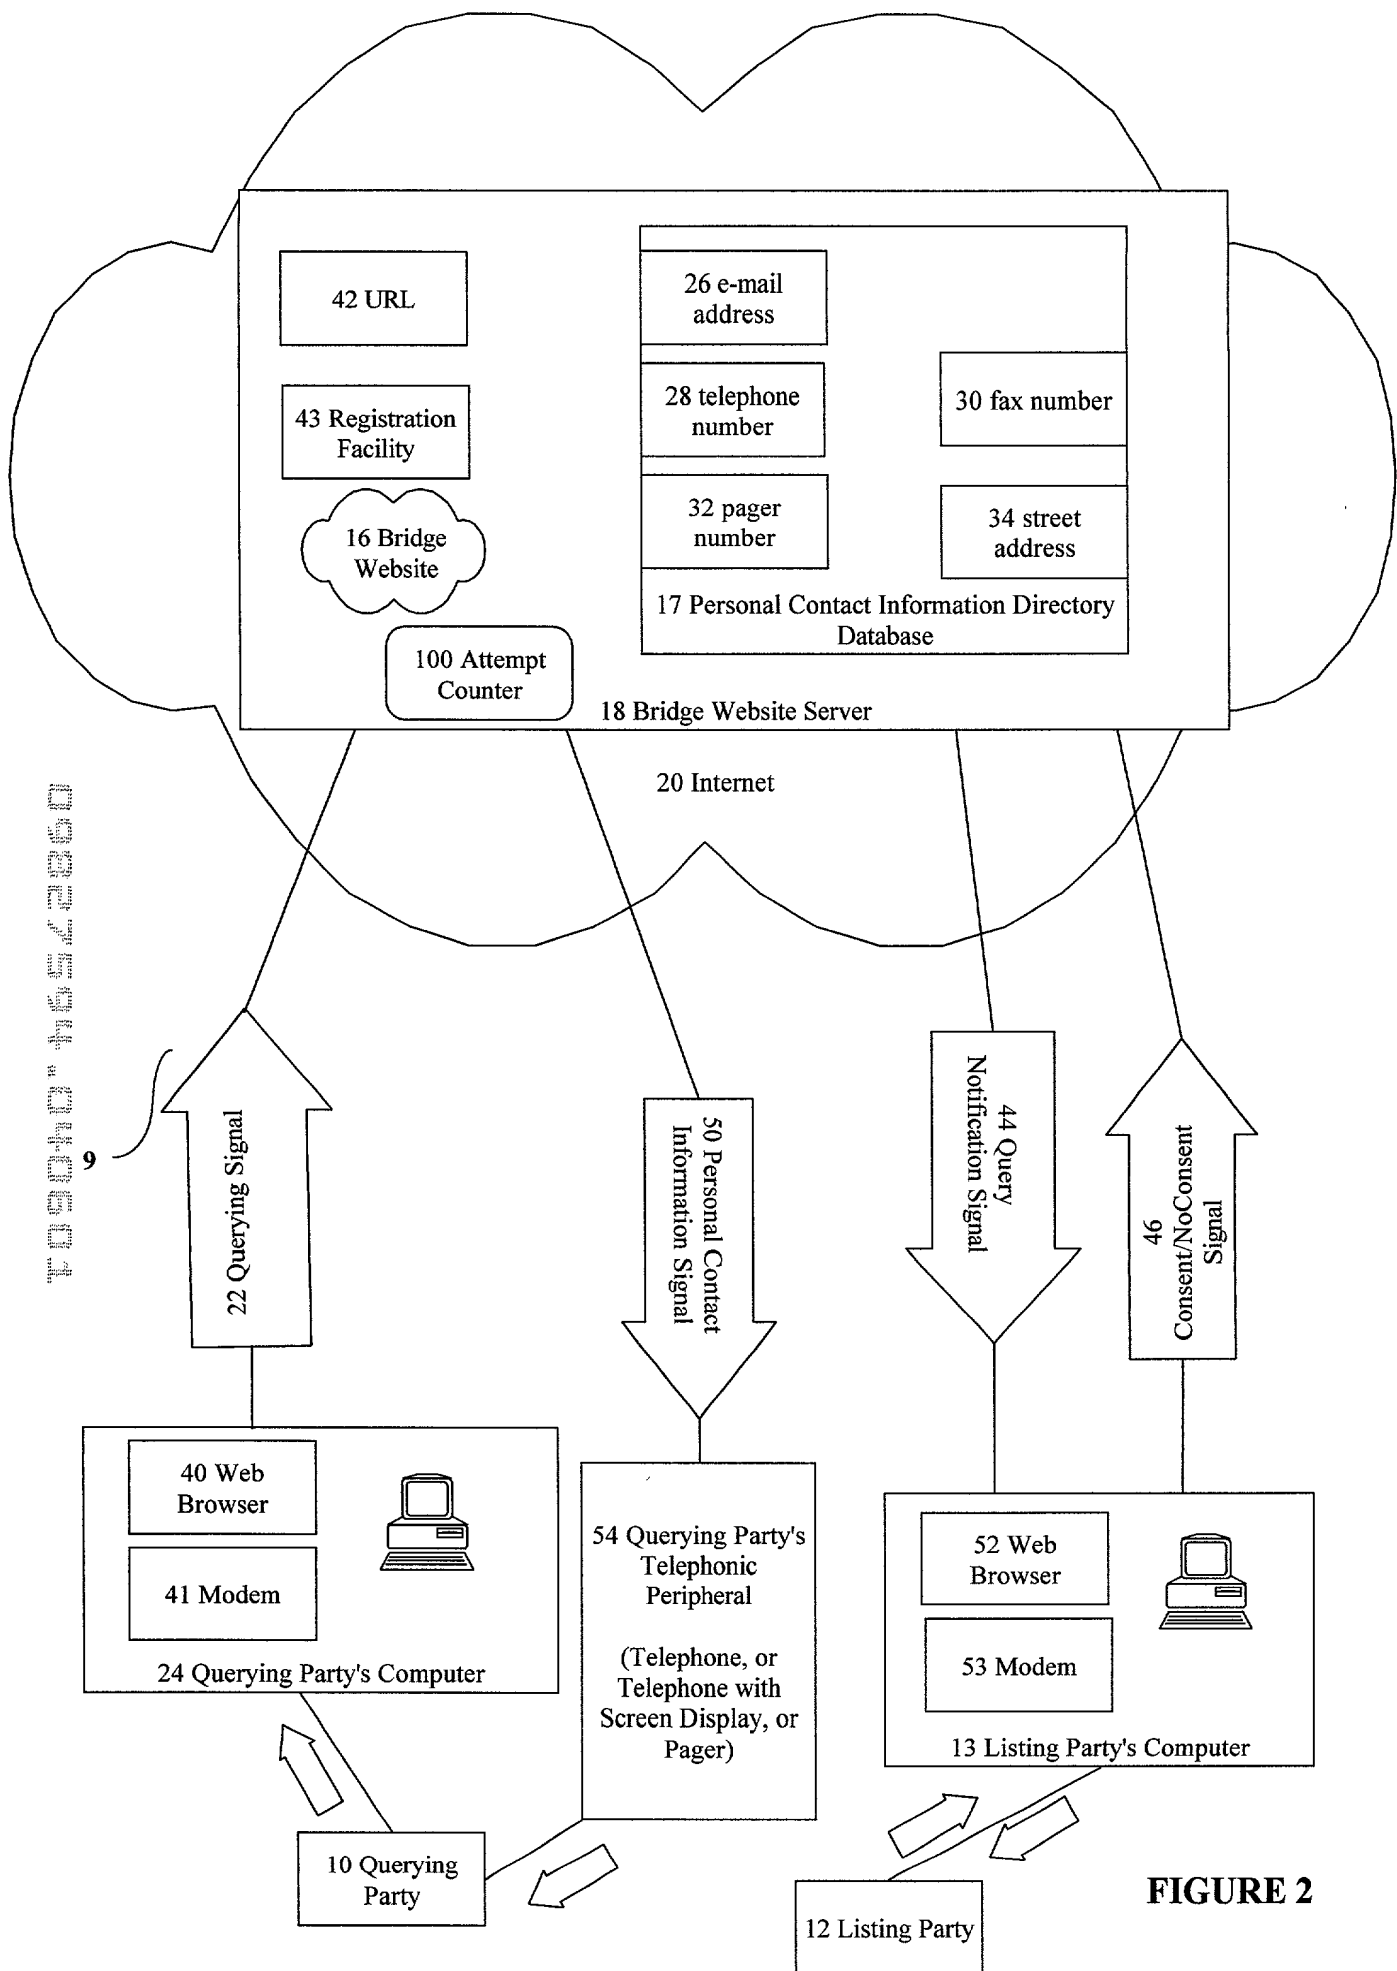 42 URL
26 e-mail
address
43 Registration
Facility
28 telephone
number
30 fax number
16 Bridge
Website
32 pager
number
34 street
address
17 Personal Contact Information Directory
Database
100 Attempt
Counter
18 Bridge Website Server
20 Internet
9
22 Querying Signal
50 Personal Contact
Information Signal
44 Query
Notification Signal
46
Consent/NoConsent
Signal
40 Web
Browser
41 Modem
24 Querying Party's Computer
54 Querying Party's
Telephonic
Peripheral
(Telephone, or
Telephone with
Screen Display, or
Pager)
52 Web
Browser
53 Modem
13 Listing Party's Computer
10 Querying
Party
12 Listing Party
FIGURE 2